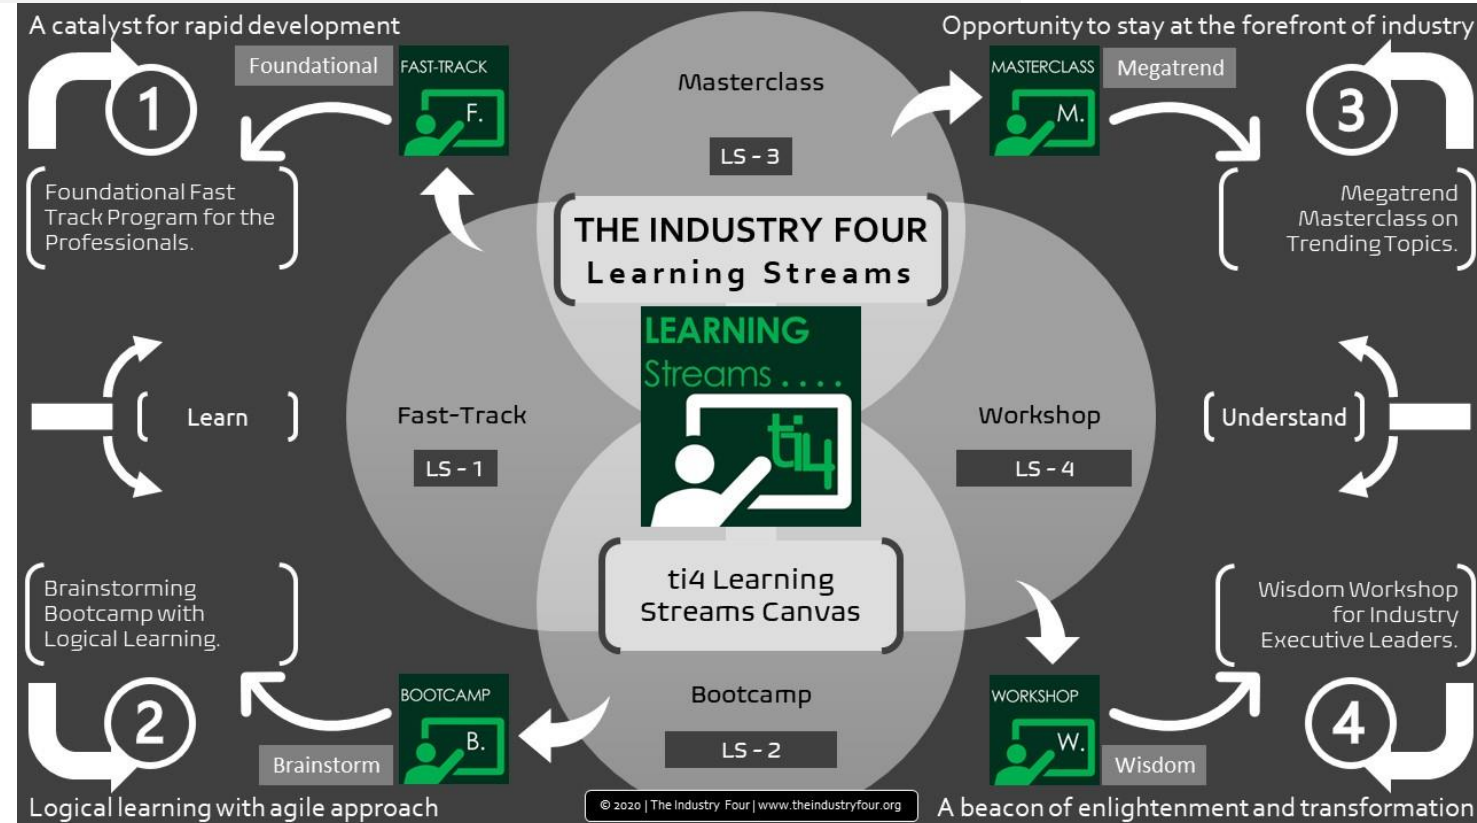 A catalyst for rapid development
Opportunity to stay at the forefront of industry
1
Foundational
FAST-TRACK
F.
Foundational Fast
Track Program for the
Professionals.
Masterclass
LS - 3
MASTERCLASS
M.
Megatrend
3
Megatrend
Masterclass on
Trending Topics.
THE INDUSTRY FOUR
Learning Streams
LEARNING
Streams . . . .
ti4
Learn
Fast-Track
LS - 1
Workshop
LS - 4
Understand
ti4 Learning
Streams Canvas
Brainstorming
Bootcamp with
Logical Learning.
2
Brainstorm
BOOTCAMP
B.
Bootcamp
LS - 2
WORKSHOP
W.
Wisdom
Wisdom Workshop
for Industry
Executive Leaders.
4
Logical learning with agile approach
© 2020 | The Industry Four | www.theindustryfour.org
A beacon of enlightenment and transformation